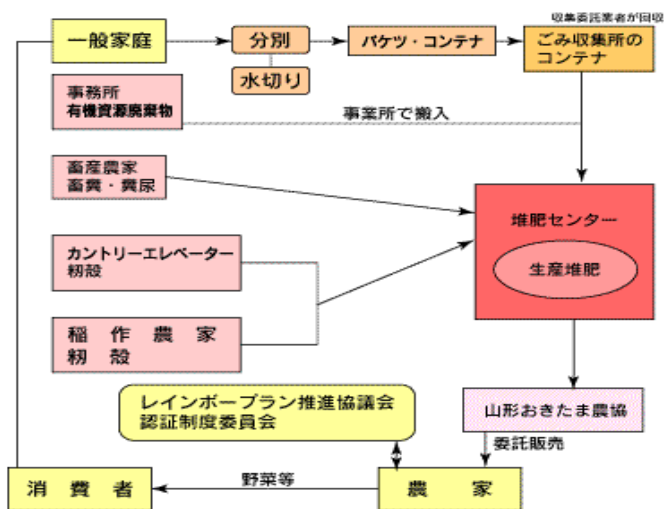 収集委託業者が回収
一般家庭
分別
バケツ・コンテナ
ごみ収集所の
コンテナ
水切り
事務所
有機資源廃棄物
事業所で搬入
畜産農家
畜糞・糞尿
堆肥センター
生産堆肥
カントリーエレベーター
籾殻
稲作農家
籾殻
レインボープラン推進協議会
認証制度委員会
山形おきたま農協
委託販売
消費者
野菜等
農家